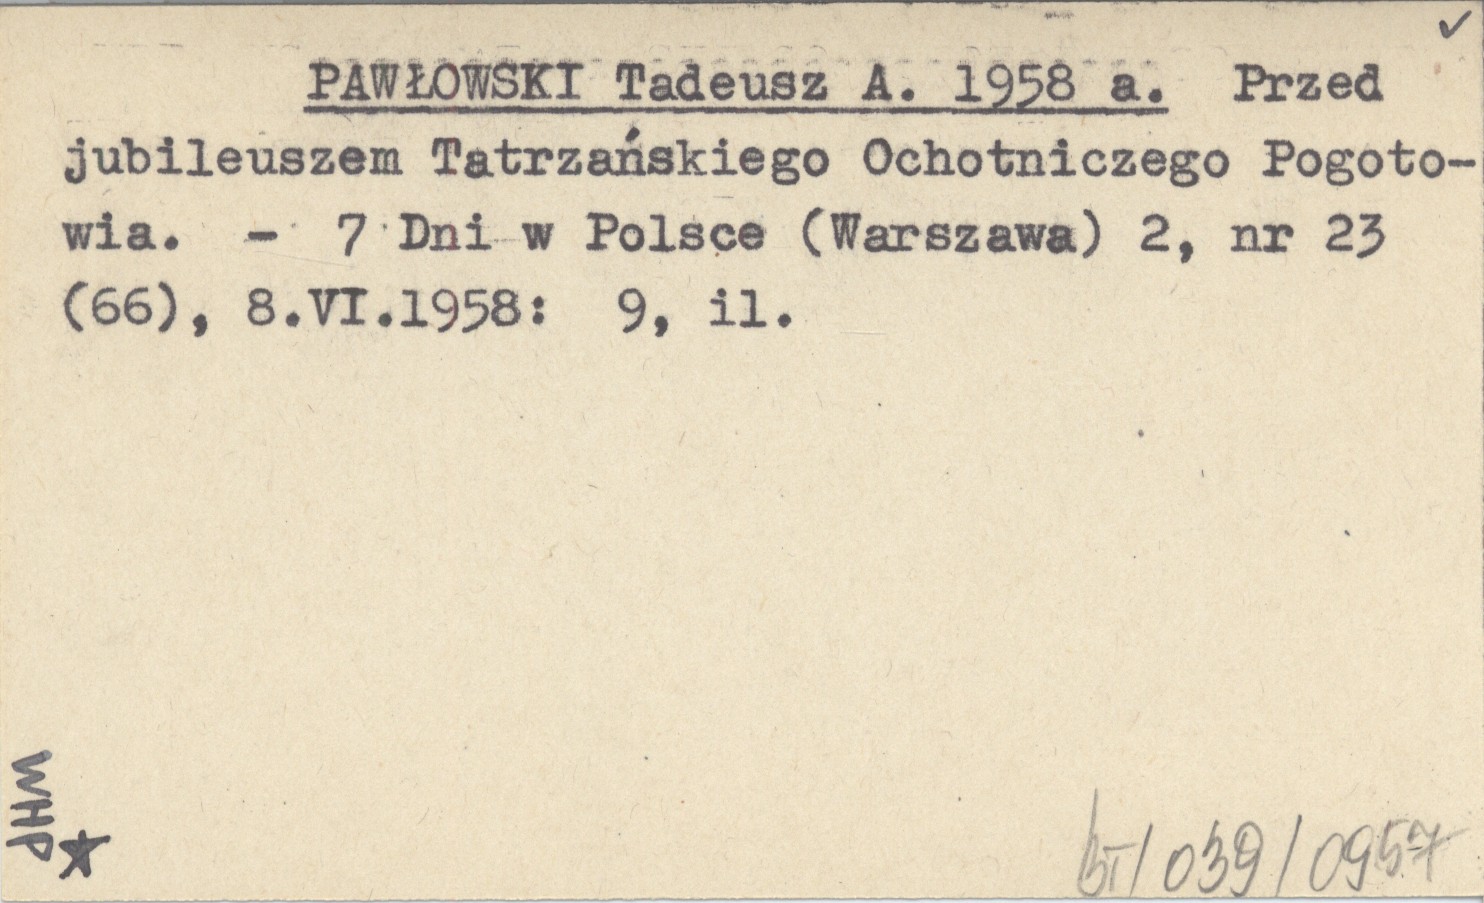 PAWŁOWSKI Tadeusz A. 1958 a. Przed
jubileuszem Tatrzańskiego Ochotniczego Pogoto-
wia. - 7 Dni w Polsce (Warszawa) 2, nr 23
(66), 8.VI.1958: 9, il.
WHP
BT/039/0957